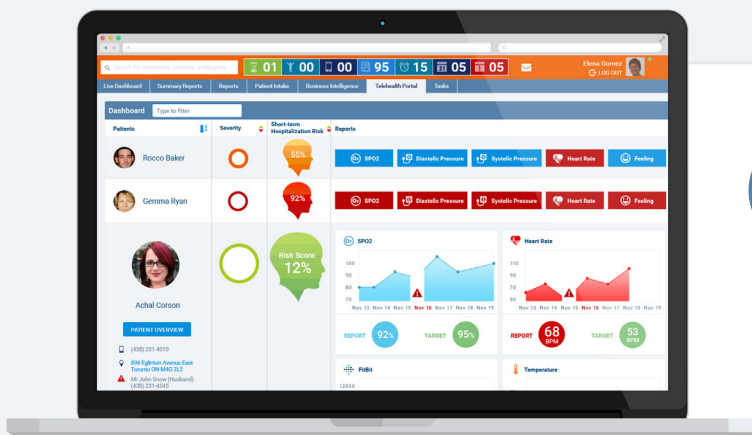 Search for customers, contacts, employees
01 00 00 95 15 05 05
Elena Gomez
LOG OUT
Live Dashboard Summary Reports Reports Patient Intake Business Intelligence Telehealth Portal Tasks
Dashboard Type to filter
Patients Severity Short-term Hospitalization Risk Reports
Rocco Baker 55% SPO2 Diastolic Pressure Systolic Pressure Heart Rate Feeling
Gemma Ryan 92% SPO2 Diastolic Pressure Systolic Pressure Heart Rate Feeling
Risk Score:
12%
Achal Corson
PATIENT OVERVIEW
(438) 231-4010
896 Eglinton Avenue East
Toronto ON M4G 2L2
Mr John Snow (Husband)
(438) 231-4545
SPO2
100
90
80
70
Nov 13 Nov 14 Nov 15 Nov 16 Nov 17 Nov 18 Nov 19
REPORT 92% TARGET 95%
Heart Rate
110
90
70
50
Nov 12 Nov 14 Nov 15 Nov 16 Nov 17 Nov 18 Nov 19
REPORT 68 BPM TARGET 53 BPM
FitBit
12000
Temperature